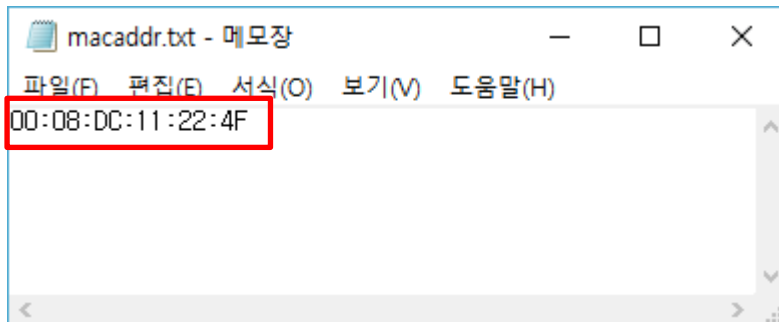 macaddr.txt - 메모장
파일(F) 편집(E) 서식(O) 보기(V) 도움말(H)
00:08:DC:11:22:4F